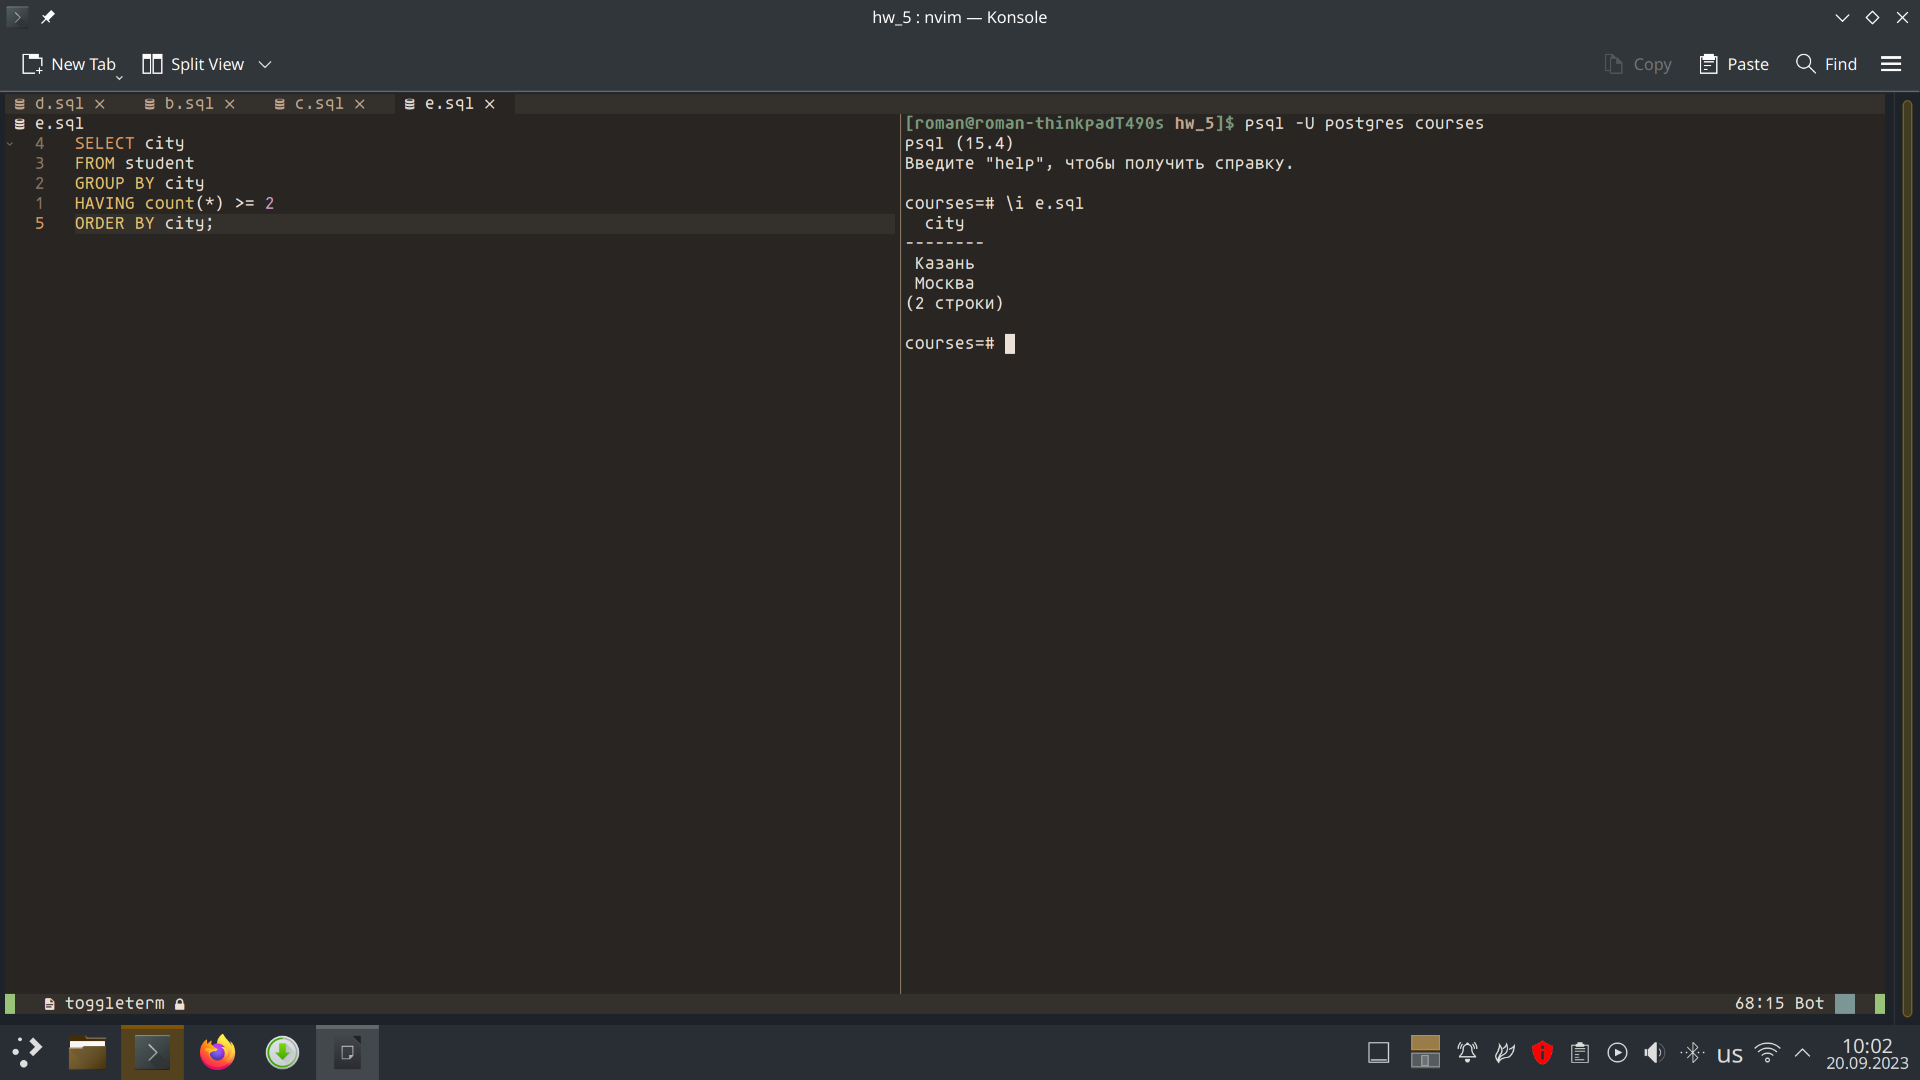 hw_5 : nvim — Konsole
New Tab
Split View
Copy
Paste
Find
d.sql × b.sql × c.sql × e.sql ×
e.sql
4 SELECT city
3 FROM student
2 GROUP BY city
1 HAVING count(*) >= 2
5 ORDER BY city;
[roman@roman-thinkpadT490s hw_5]$ psql -U postgres courses
psql (15.4)
Введите "help", чтобы получить справку.
courses=# \i e.sql
city
--------
Казань
Москва
(2 строки)
courses=#
toggleterm
68:15 Bot
us
10:02
20.09.2023